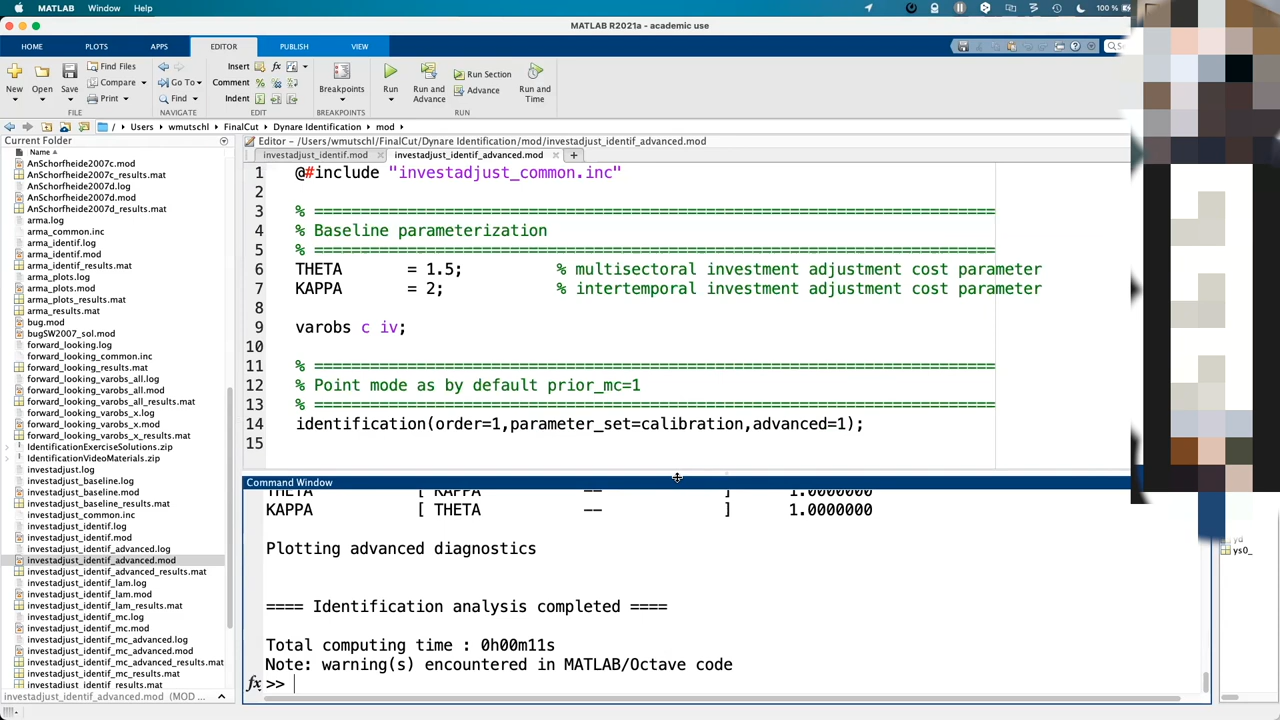 MATLAB Window Help
100 %
MATLAB R2021a - academic use
HOME PLOTS APPS EDITOR PUBLISH VIEW
New Open Save Find Files Compare Print Go To Find Insert Comment Indent Breakpoints Run Run and Advance Run Section Advance Run and Time
FILE NAVIGATE EDIT BREAKPOINTS RUN
/ Users wmutschl FinalCut Dynare Identification mod
Current Folder
Name
AnSchorfheide2007c.mod
AnSchorfheide2007c_results.mat
AnSchorfheide2007d.log
AnSchorfheide2007d.mod
AnSchorfheide2007d_results.mat
arma.log
arma_common.inc
arma_identif.log
arma_identif.mod
arma_identif_results.mat
arma_plots.log
arma_plots.mod
arma_plots_results.mat
arma_results.mat
bug.mod
bugSW2007_sol.mod
forward_looking.log
forward_looking_common.inc
forward_looking_results.mat
forward_looking_varobs_all.log
forward_looking_varobs_all.mod
forward_looking_varobs_all_results.mat
forward_looking_varobs_x.log
forward_looking_varobs_x.mod
forward_looking_varobs_x_results.mat
IdentificationExerciseSolutions.zip
IdentificationVideoMaterials.zip
investadjust.log
investadjust_baseline.log
investadjust_baseline.mod
investadjust_baseline_results.mat
investadjust_common.inc
investadjust_identif.log
investadjust_identif.mod
investadjust_identif_advanced.log
investadjust_identif_advanced.mod
investadjust_identif_advanced_results.mat
investadjust_identif_lam.log
investadjust_identif_lam.mod
investadjust_identif_lam_results.mat
investadjust_identif_mc.log
investadjust_identif_mc.mod
investadjust_identif_mc_advanced.log
investadjust_identif_mc_advanced.mod
investadjust_identif_mc_advanced_results.mat
investadjust_identif_mc_results.mat
investadjust_identif_results.mat
investadjust_identif_advanced.mod (MOD ...
Editor - /Users/wmutschl/FinalCut/Dynare Identification/mod/investadjust_identif_advanced.mod
investadjust_identif.mod investadjust_identif_advanced.mod
1 @#include "investadjust_common.inc"
2
3 % =========================================================================
4 % Baseline parameterization
5 % =========================================================================
6 THETA = 1.5; % multisectoral investment adjustment cost parameter
7 KAPPA = 2; % intertemporal investment adjustment cost parameter
8
9 varobs c iv;
10
11 % =========================================================================
12 % Point mode as by default prior_mc=1
13 % =========================================================================
14 identification(order=1,parameter_set=calibration,advanced=1);
15
Command Window
THETA [ KAPPA -- ] 1.0000000
KAPPA [ THETA -- ] 1.0000000
Plotting advanced diagnostics
==== Identification analysis completed ====
Total computing time : 0h00m11s
Note: warning(s) encountered in MATLAB/Octave code
fx >>
yd
ys0_